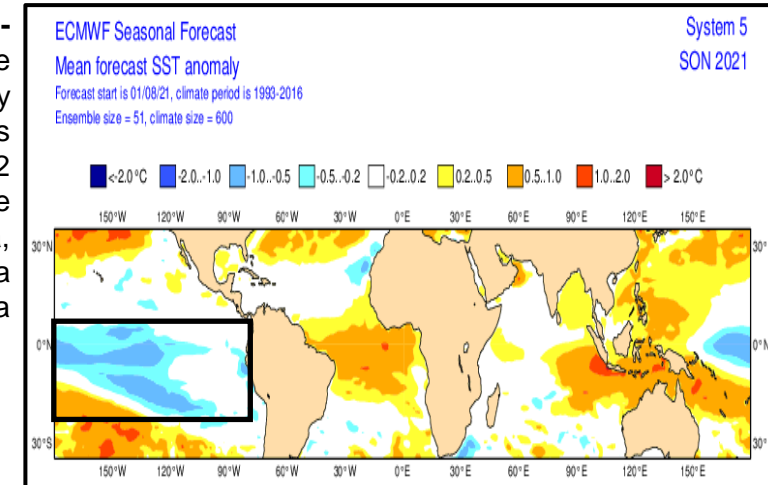 -
e
y
s
2
e
,
a
a
ECMWF Seasonal Forecast
System 5
Mean forecast SST anomaly
SON 2021
Forecast start is 01/08/21, climate period is 1993-2016
Ensemble size = 51, climate size = 600
<-2.0°C -2.0..-1.0 -1.0..-0.5 -0.5..-0.2 -0.2..0.2 0.2..0.5 0.5..1.0 1.0..2.0 > 2.0°C
150°W 120°W 90°W 60°W 30°W 0°E 30°E 60°E 90°E 120°E 150°E
30°N 30°
0°N 0°N
30°S 30°
150°W 120°W 90°W 60°W 30°W 0°E 30°E 60°E 90°E 120°E 150°E